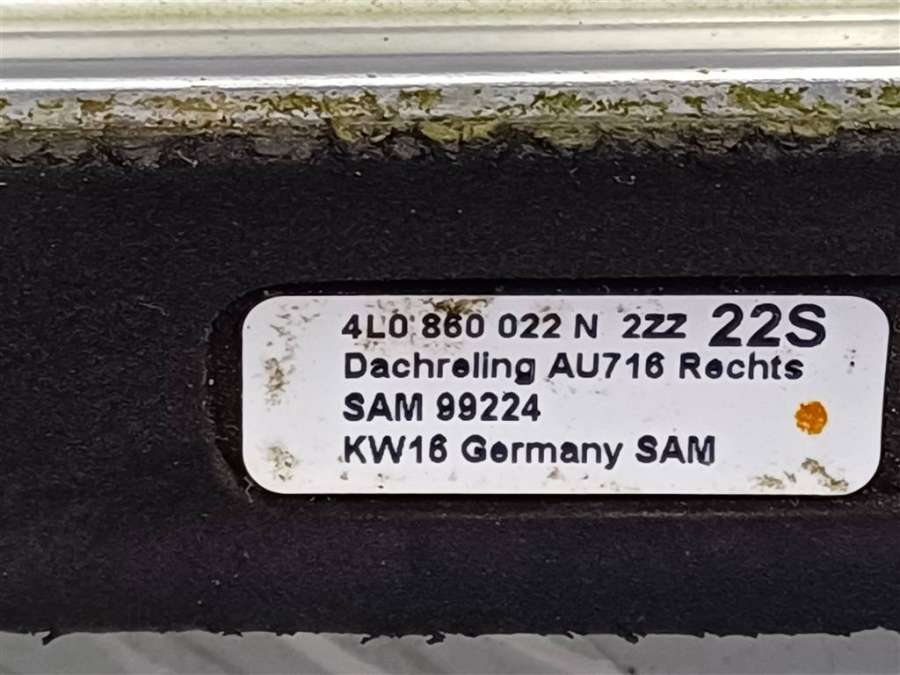 4L0 860 022 N 2ZZ 22S
Dachreling AU716 Rechts
SAM 99224
KW16 Germany SAM